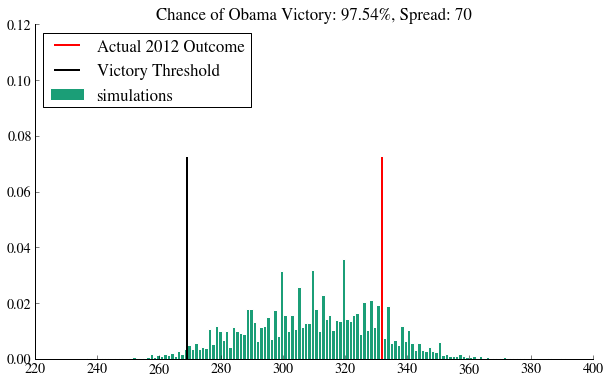 Chance of Obama Victory: 97.54%, Spread: 70
0.12
Actual 2012 Outcome
Victory Threshold
simulations
0.10
0.08
0.06
0.04
0.02
0.00
220 240 260 280 300 320 340 360 380 400